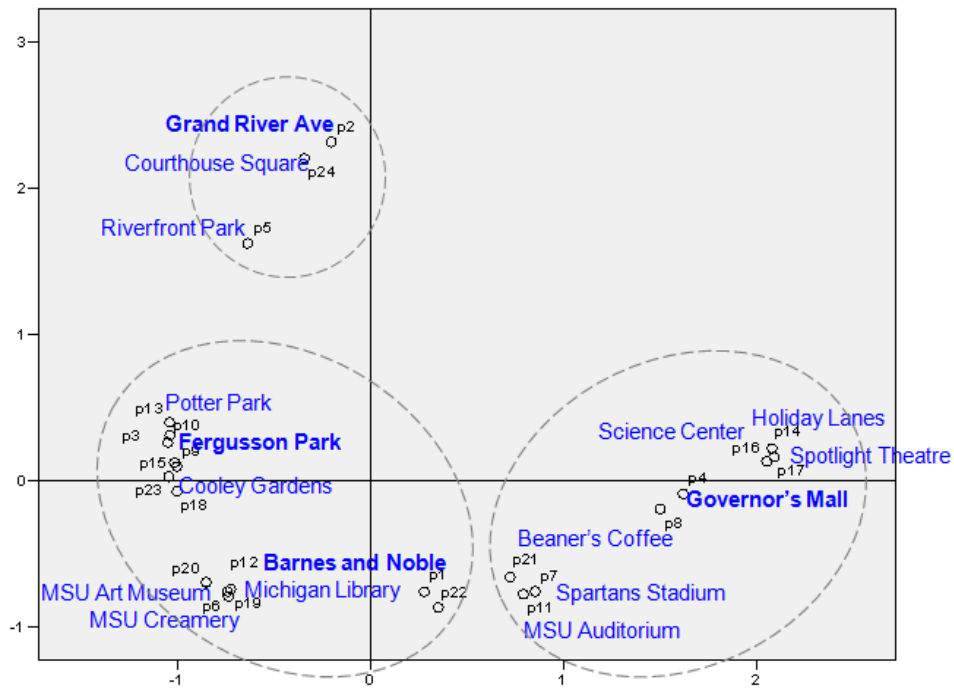 3
Grand River Ave
p2
Courthouse Square
p24
2
Riverfront Park
p5
1
p13
Potter Park
p3
p10
Fergusson Park
p9
p15
p23
Cooley Gardens
p18
0
Holiday Lanes
p14
Science Center
p16
Spotlight Theatre
p17
p4
Governor's Mall
p8
Beaner's Coffee
p21
p7
Spartans Stadium
p11
MSU Auditorium
p12
Barnes and Noble
p20
p1
p22
MSU Art Museum
Michigan Library
p6
p19
MSU Creamery
-1
-1
0
1
2